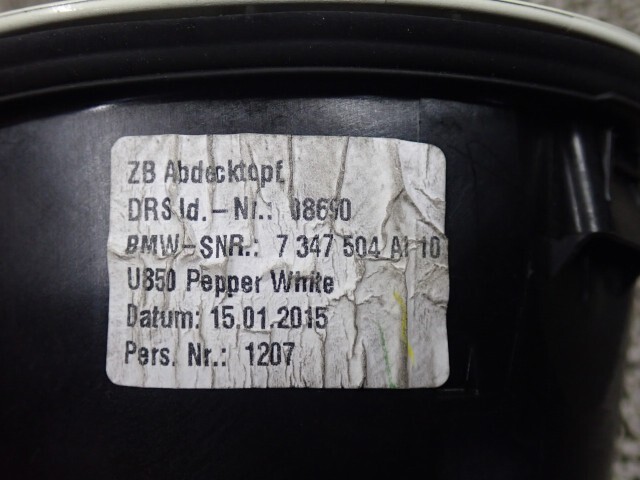 ZB Abdecktopf
DRS Id.-Nr.: 08690
BMW-SNR.: 7 347 504 AI 10
U850 Pepper White
Datum: 15.01.2015
Pers. Nr.: 1207